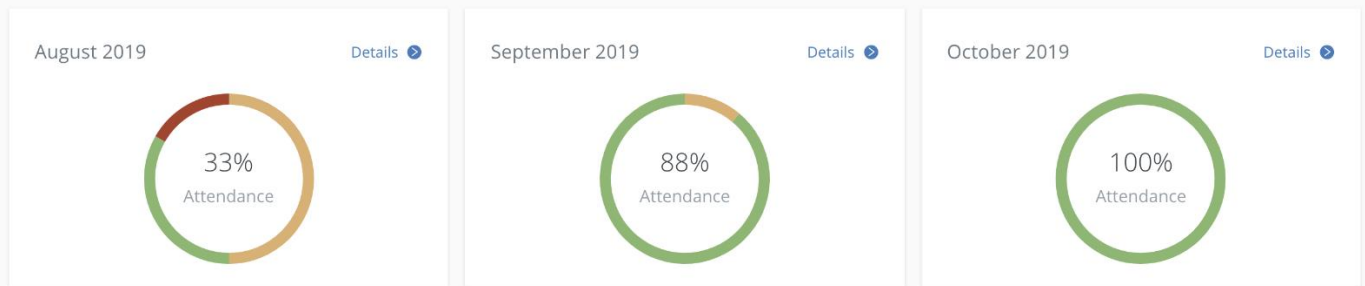 August 2019 Details
33%
Attendance
September 2019 Details
88%
Attendance
October 2019 Details
100%
Attendance